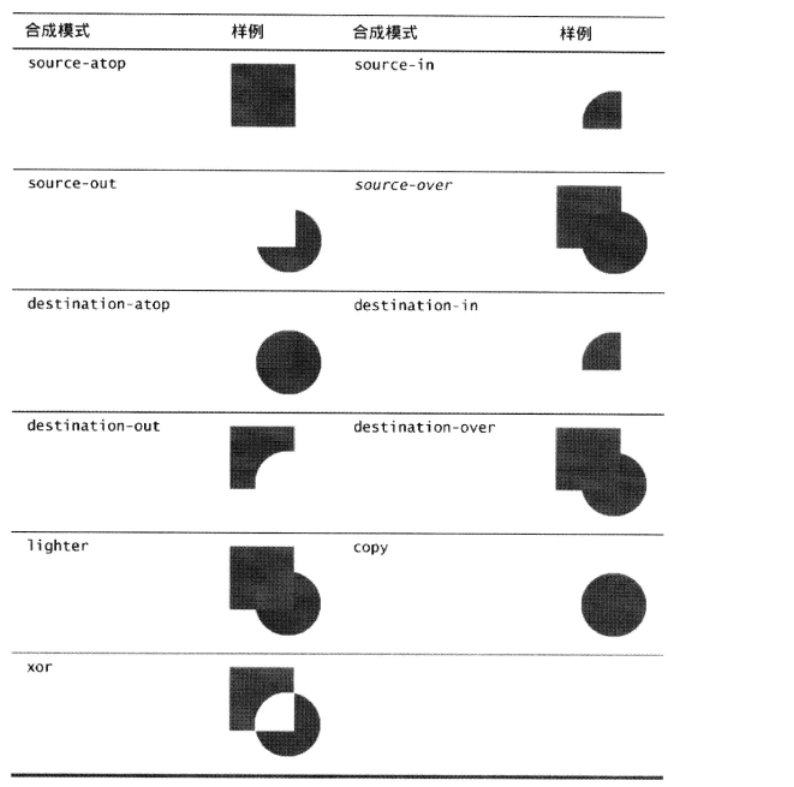 合成模式 样例 合成模式 样例
source-atop source-in
source-out source-over
destination-atop destination-in
destination-out destination-over
lighter copy
xor